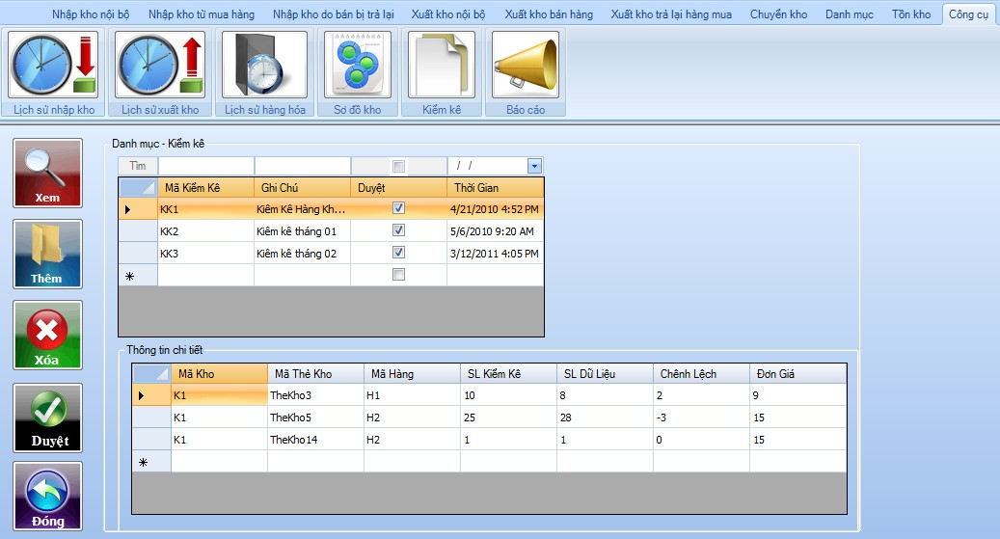 Nhập kho nội bộ Nhập kho từ mua hàng Nhập kho do bán bị trả lại Xuất kho nội bộ Xuất kho bán hàng Xuất kho trả lại hàng mua Chuyển kho Danh mục Tồn kho Công cụ
Lịch sử nhập kho Lịch sử xuất kho Lịch sử hàng hóa Sơ đồ kho Kiểm kê Báo cáo
Xem
Thêm
Xóa
Duyệt
Đóng
Danh mục - Kiểm kê
Tìm / /
Mã Kiểm Kê Ghi Chú Duyệt Thời Gian
KK1 Kiêm Kê Hàng Kh... 4/21/2010 4:52 PM
KK2 Kiêm kê tháng 01 5/6/2010 9:20 AM
KK3 Kiêm kê tháng 02 3/12/2011 4:05 PM
Thông tin chi tiết
Mã Kho Mã Thẻ Kho Mã Hàng SL Kiểm Kê SL Dữ Liệu Chênh Lệch Đơn Giá
K1 TheKho3 H1 10 8 2 9
K1 TheKho5 H2 25 28 -3 15
K1 TheKho14 H2 1 1 0 15